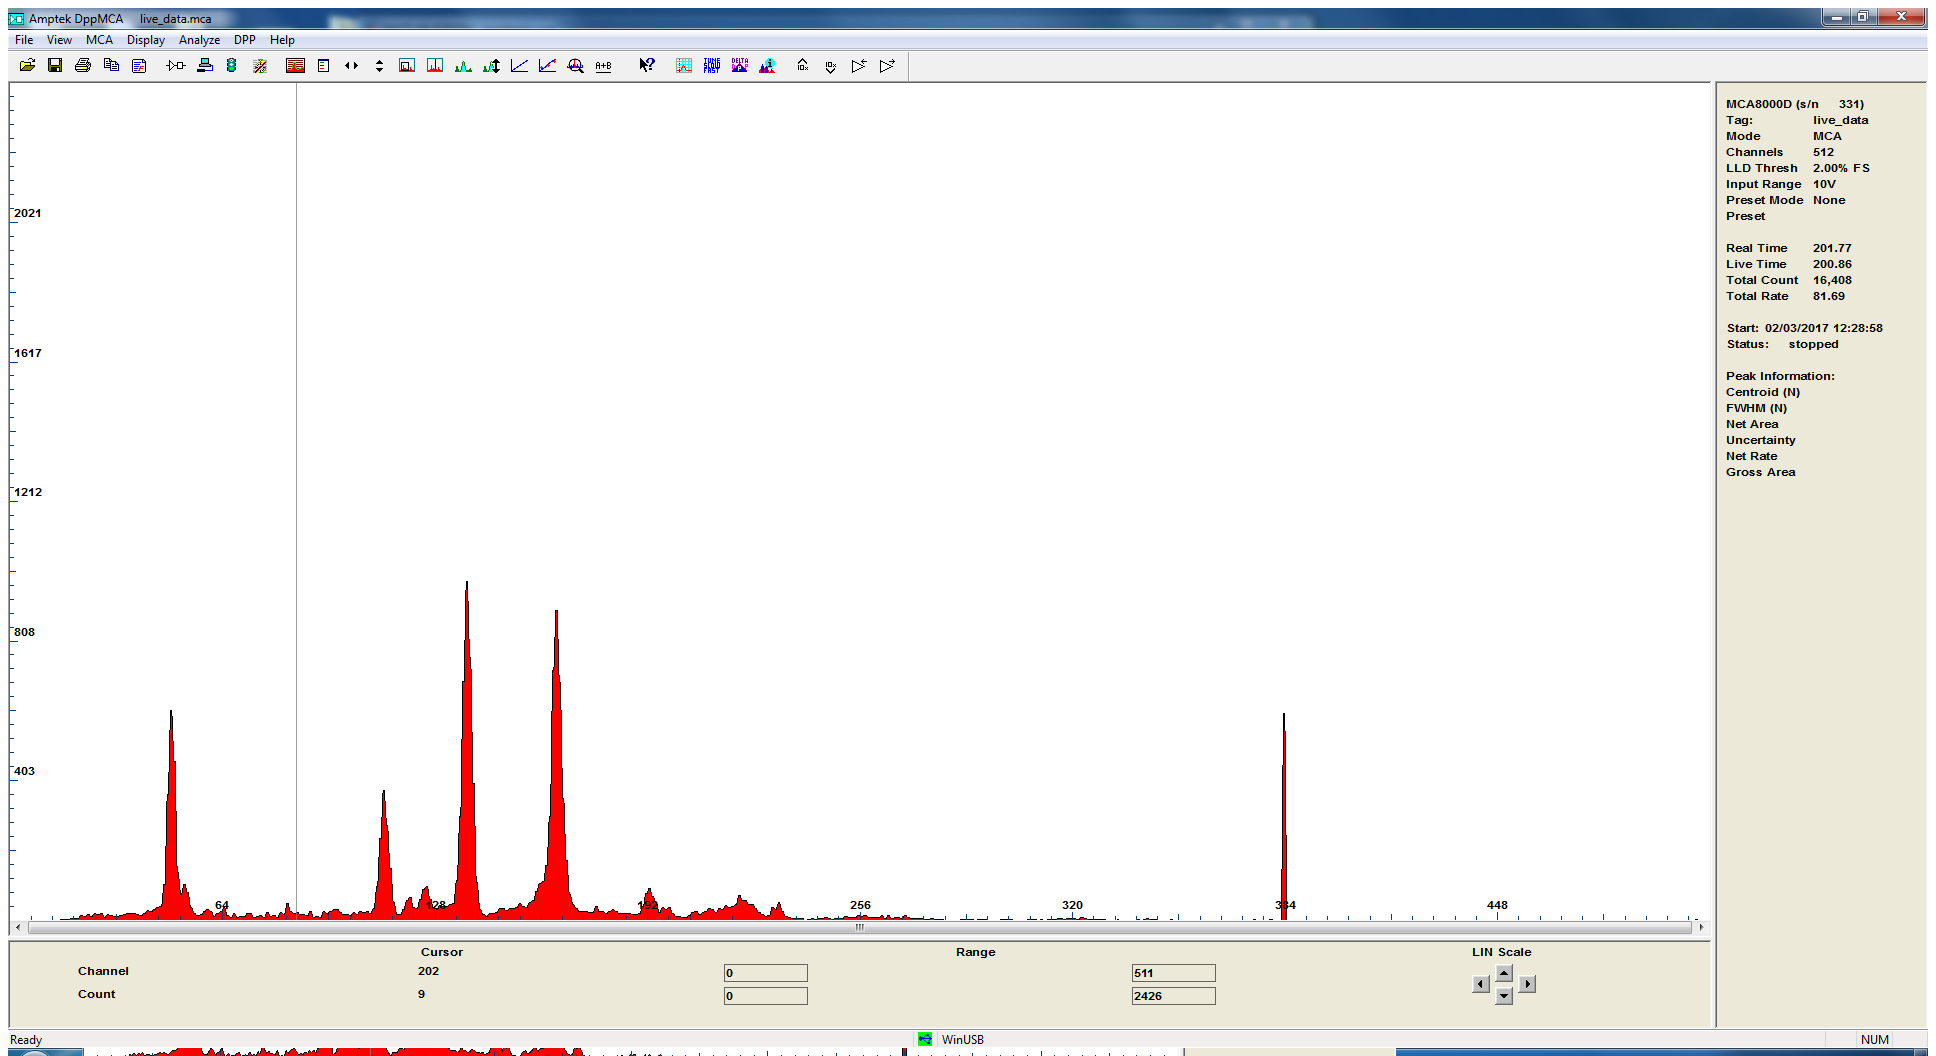 Amptek DppMCA live_data.mca
File View MCA Display Analyze DPP Help
A+B
TUNE
FAST
DELTA
MCA8000D (s/n 331)
Tag: live_data
Mode MCA
Channels 512
LLD Thresh 2.00% FS
Input Range 10V
Preset Mode None
Preset
Real Time 201.77
Live Time 200.86
Total Count 16,408
Total Rate 81.69
Start: 02/03/2017 12:28:58
Status: stopped
Peak Information:
Centroid (N)
FWHM (N)
Net Area
Uncertainty
Net Rate
Gross Area
2021
1617
1212
808
403
64 128 192 256 320 384 448
Cursor Range LIN Scale
Channel 202 0 511
Count 9 0 2426
Ready WinUSB NUM